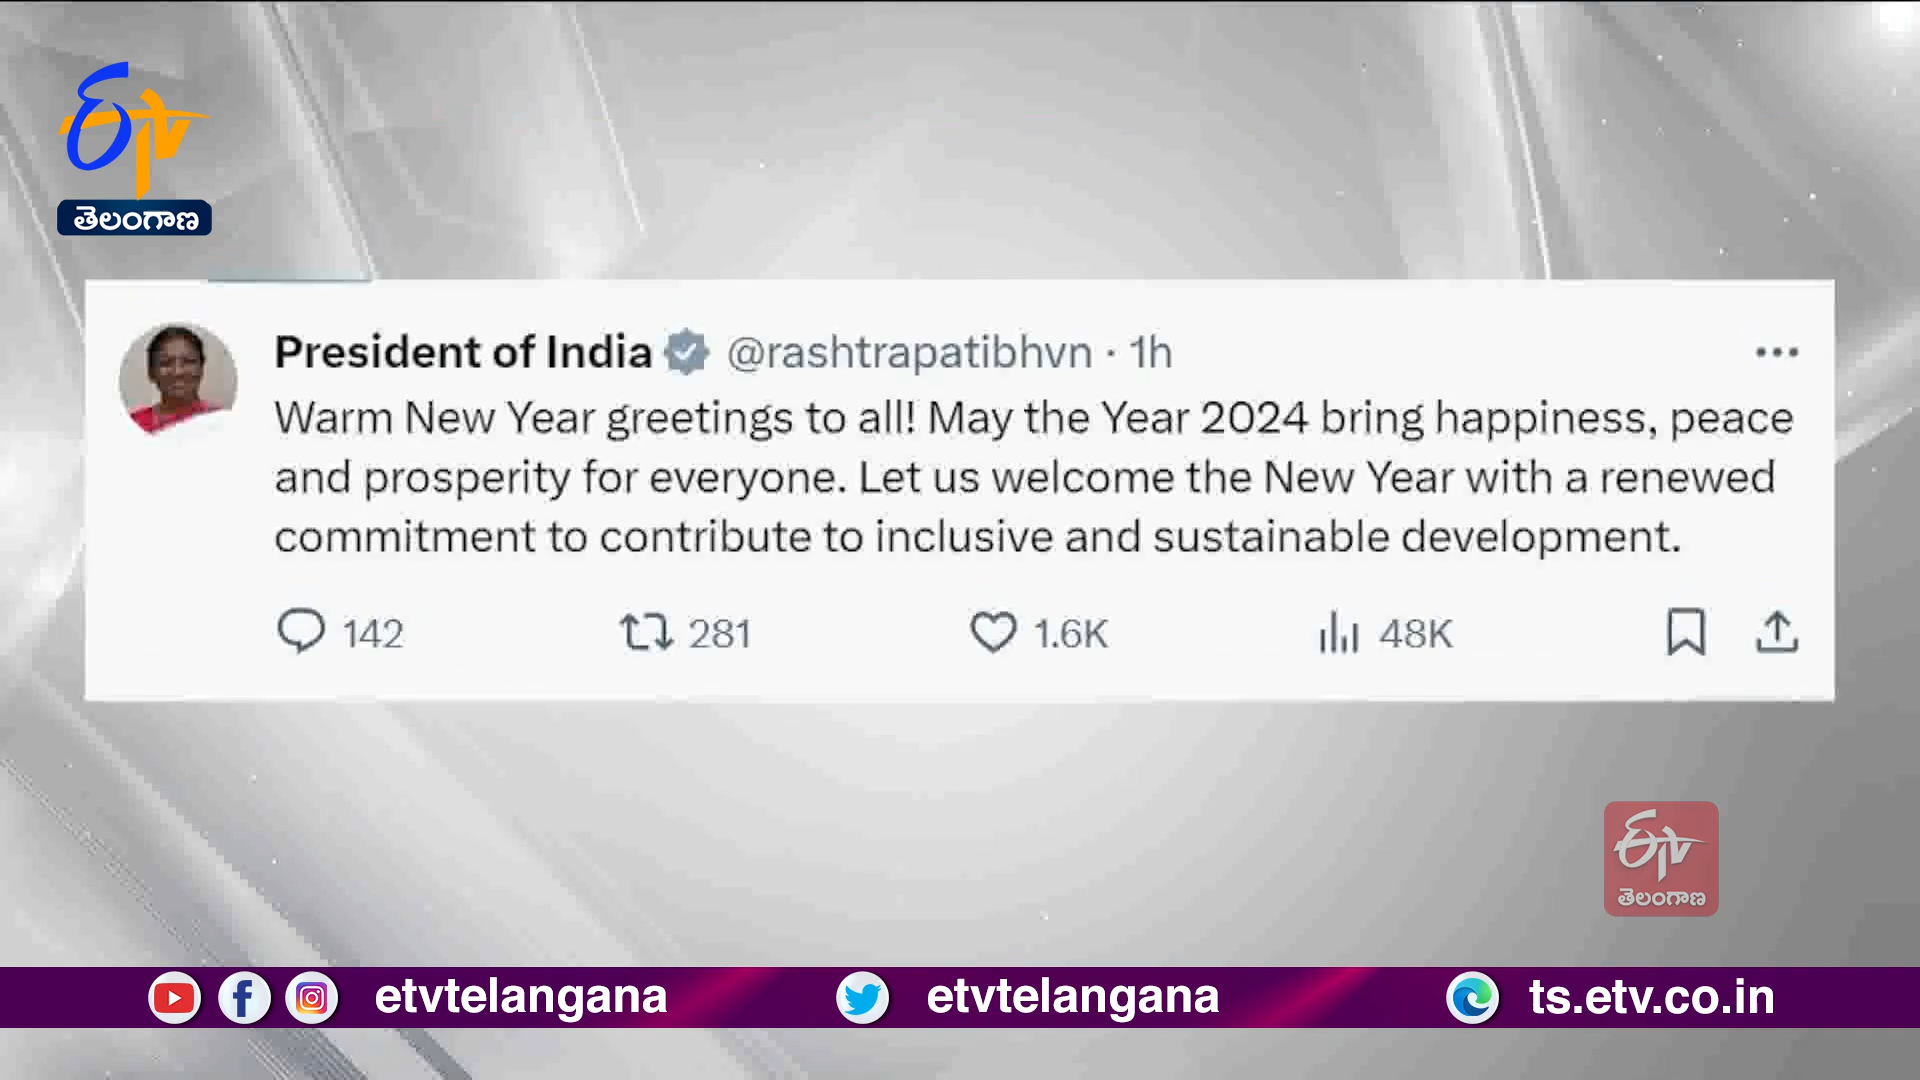 ETV
తెలంగాణ
President of India @rashtrapatibhvn · 1h
Warm New Year greetings to all! May the Year 2024 bring happiness, peace
and prosperity for everyone. Let us welcome the New Year with a renewed
commitment to contribute to inclusive and sustainable development.
142 281 1.6K 48K
ETV
తెలంగాణ
etvtelangana etvtelangana ts.etv.co.in